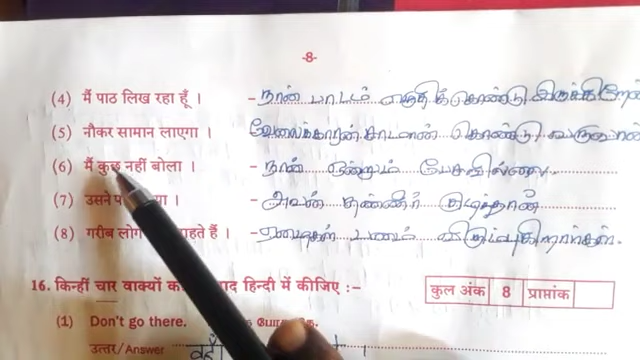 -8-
(4) मैं पाठ लिख रहा हूँ । - நான் பாடம் எழுதிக்கொண்டு இருக்கிறேன்
(5) नौकर सामान लाएगा । வேலைக்காரன் சாமான் கொண்டு வருவான்
(6) मैं कुछ नहीं बोला । - நான் ஒன்றும் பேசவில்லை.
(7) उसने । - அவன் தண்ணீர் குடித்தான்
(8) गरीब लोग हते हैं । - ஏழைகள் பணம் விரும்புகிறார்கள்.
16. किन्हीं चार वाक्यों का वाद हिन्दी में कीजिए :- कुल अंक 8 प्राप्तांक
(1) Don't go there.
उत्तर/Answer वहाँ